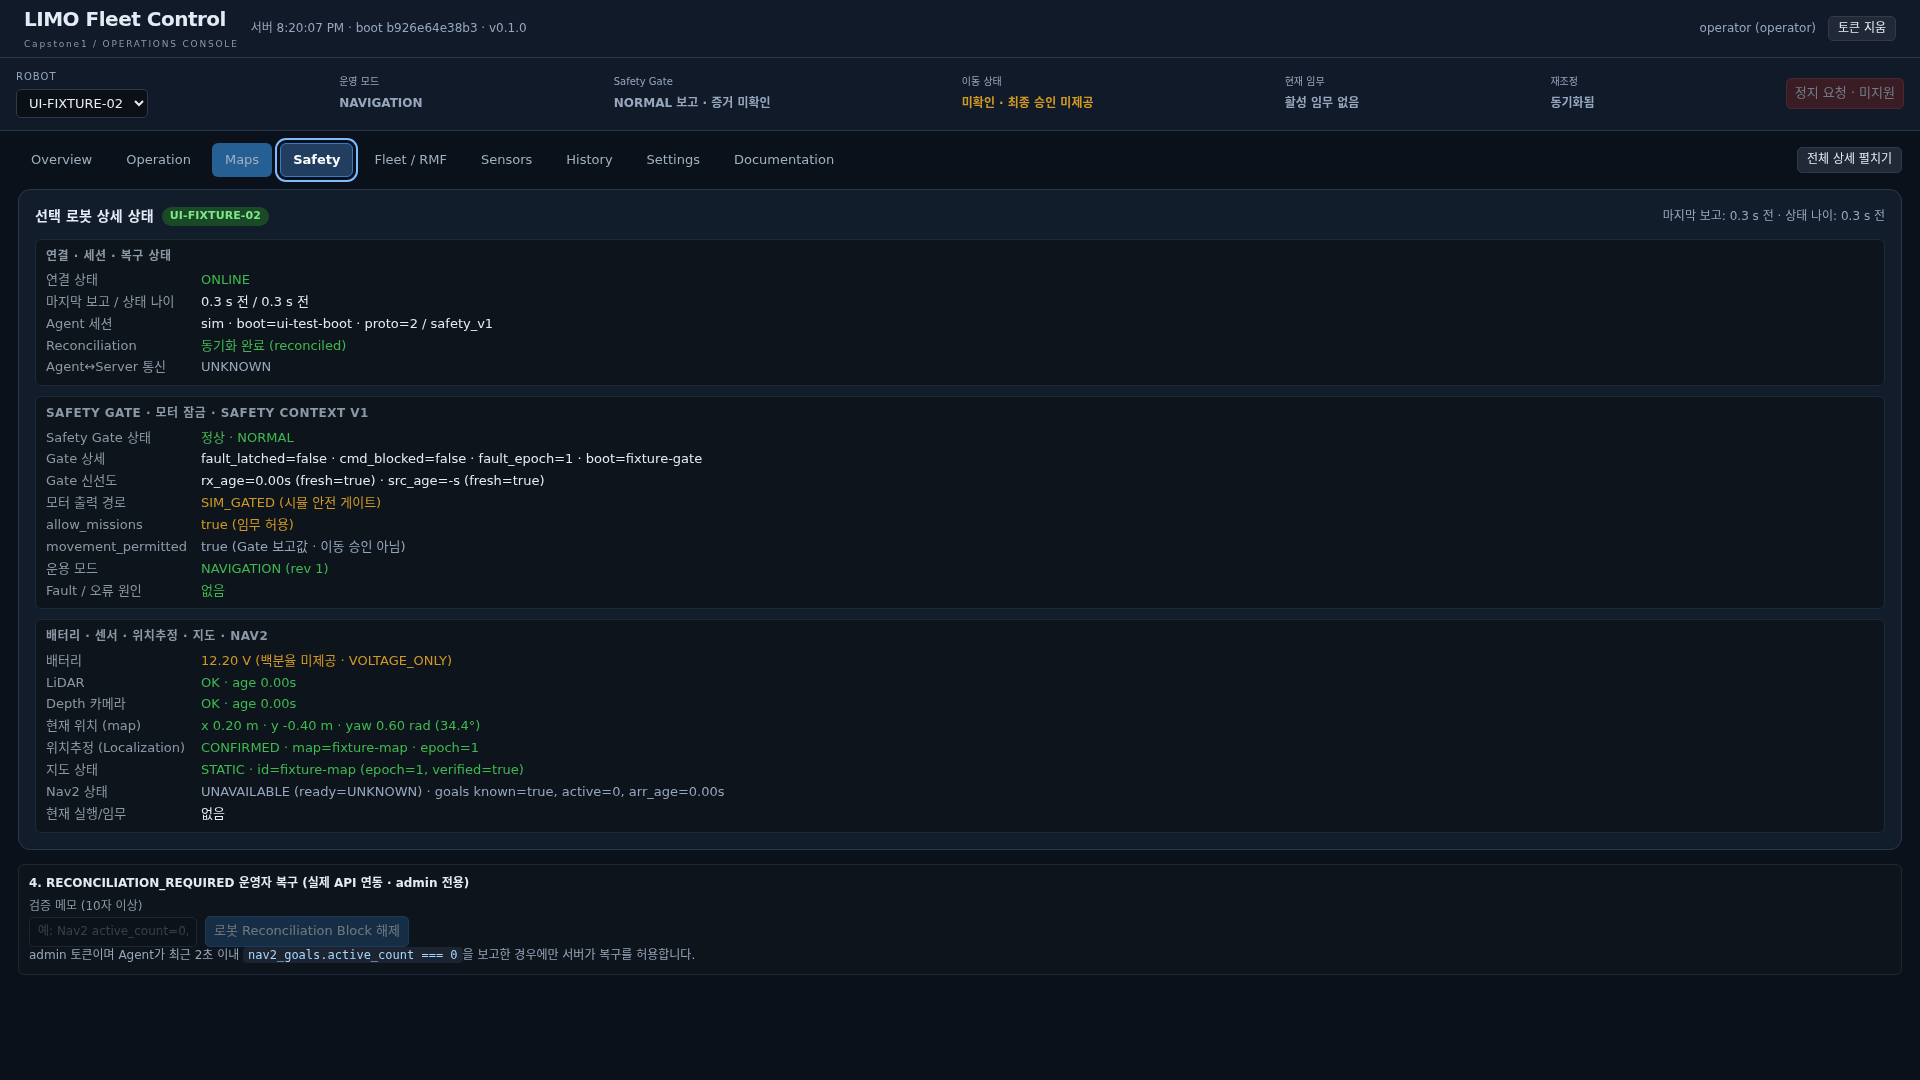 LIMO Fleet Control
서버 8:20:07 PM · boot b926e64e38b3 · v0.1.0
Capstone1 / OPERATIONS CONSOLE
operator (operator)
토큰 지움
ROBOT
UI-FIXTURE-02
운영 모드
NAVIGATION
Safety Gate
NORMAL 보고 · 증거 미확인
이동 상태
미확인 · 최종 승인 미제공
현재 임무
활성 임무 없음
재조정
동기화됨
정지 요청 · 미지원
Overview
Operation
Maps
Safety
Fleet / RMF
Sensors
History
Settings
Documentation
전체 상세 펼치기
선택 로봇 상세 상태 UI-FIXTURE-02
마지막 보고: 0.3 s 전 · 상태 나이: 0.3 s 전
연결 · 세션 · 복구 상태
연결 상태 ONLINE
마지막 보고 / 상태 나이 0.3 s 전 / 0.3 s 전
Agent 세션 sim · boot=ui-test-boot · proto=2 / safety_v1
Reconciliation 동기화 완료 (reconciled)
Agent↔Server 통신 UNKNOWN
SAFETY GATE · 모터 잠금 · SAFETY CONTEXT V1
Safety Gate 상태 정상 · NORMAL
Gate 상세 fault_latched=false · cmd_blocked=false · fault_epoch=1 · boot=fixture-gate
Gate 신선도 rx_age=0.00s (fresh=true) · src_age=-s (fresh=true)
모터 출력 경로 SIM_GATED (시뮬 안전 게이트)
allow_missions true (임무 허용)
movement_permitted true (Gate 보고값 · 이동 승인 아님)
운용 모드 NAVIGATION (rev 1)
Fault / 오류 원인 없음
배터리 · 센서 · 위치추정 · 지도 · NAV2
배터리 12.20 V (백분율 미제공 · VOLTAGE_ONLY)
LiDAR OK · age 0.00s
Depth 카메라 OK · age 0.00s
현재 위치 (map) x 0.20 m · y -0.40 m · yaw 0.60 rad (34.4°)
위치추정 (Localization) CONFIRMED · map=fixture-map · epoch=1
지도 상태 STATIC · id=fixture-map (epoch=1, verified=true)
Nav2 상태 UNAVAILABLE (ready=UNKNOWN) · goals known=true, active=0, arr_age=0.00s
현재 실행/임무 없음
4. RECONCILIATION_REQUIRED 운영자 복구 (실제 API 연동 · admin 전용)
검증 메모 (10자 이상)
예: Nav2 active_count=0,
로봇 Reconciliation Block 해제
admin 토큰이며 Agent가 최근 2초 이내 nav2_goals.active_count === 0 을 보고한 경우에만 서버가 복구를 허용합니다.